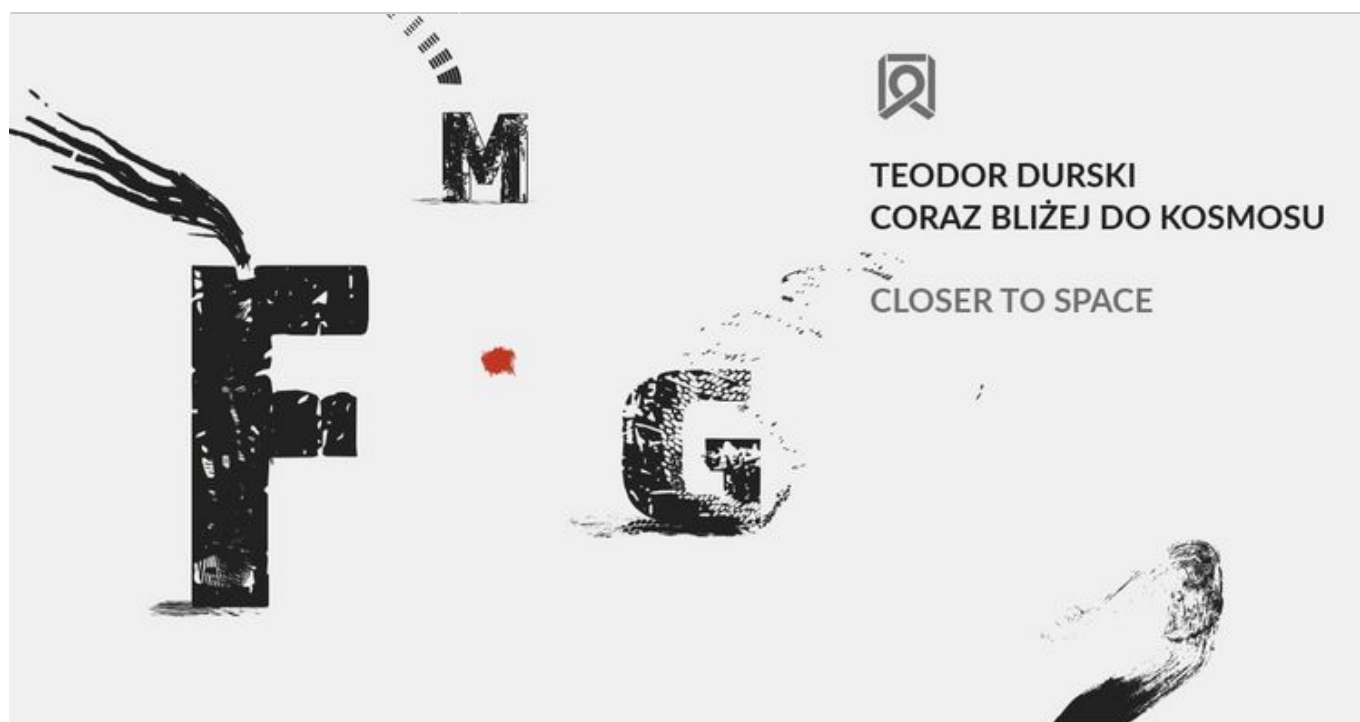 M
F
G
TEODOR DURSKI
CORAZ BLIŻEJ DO KOSMOSU
CLOSER TO SPACE